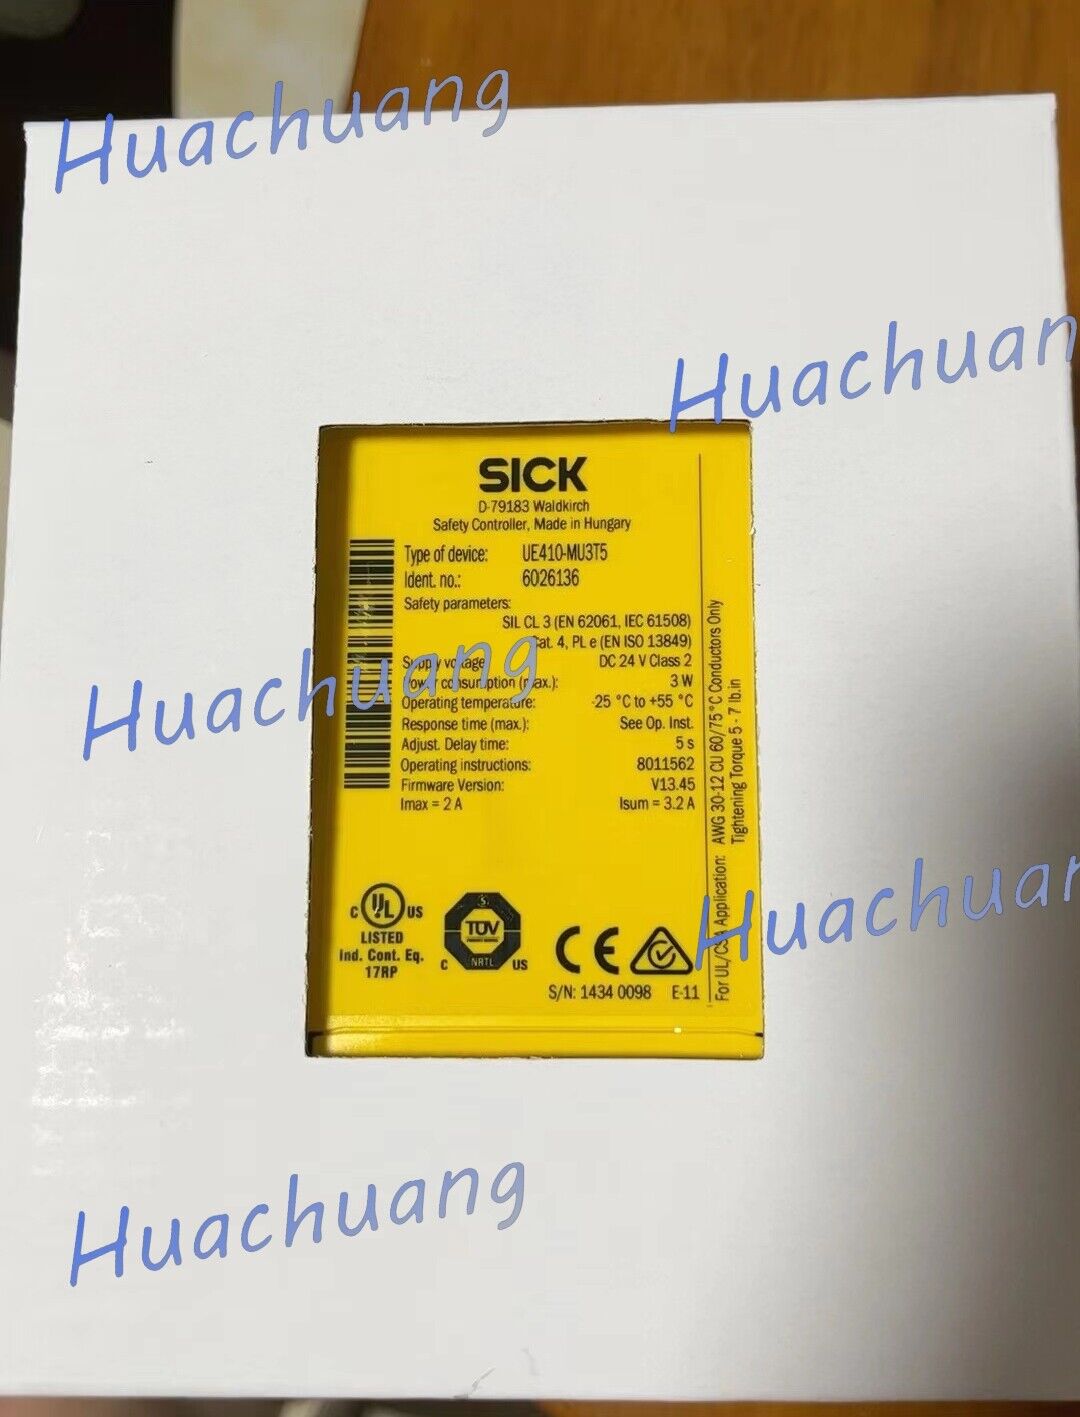 Huachuang
Huachuan
SICK
D-79183 Waldkirch
Safety Controller, Made in Hungary
Type of device: UE410-MU3T5
Ident. no.: 6026136
Safety parameters:
SIL CL 3 (EN 62061, IEC 61508)
Cat. 4, PL e (EN ISO 13849)
Supply voltage: DC 24 V Class 2
Power consumption (max.): 3 W
Operating temperature: -25 °C to +55 °C
Response time (max.): See Op. Inst.
Adjust. Delay time: 5 s
Operating instructions: 8011562
Firmware Version: V13.45
Imax = 2 A Isum = 3.2 A
Huachuang
For UL/CSA Application: AWG 30-12 CU 60/75°C Conductors Only
Tightening Torque 5 - 7 lb.in
Huachuan
C UL US
LISTED
Ind. Cont. Eq.
17RP
S
TÜV
NRTL
C US
CE
S/N: 1434 0098 E-11
Huachuang